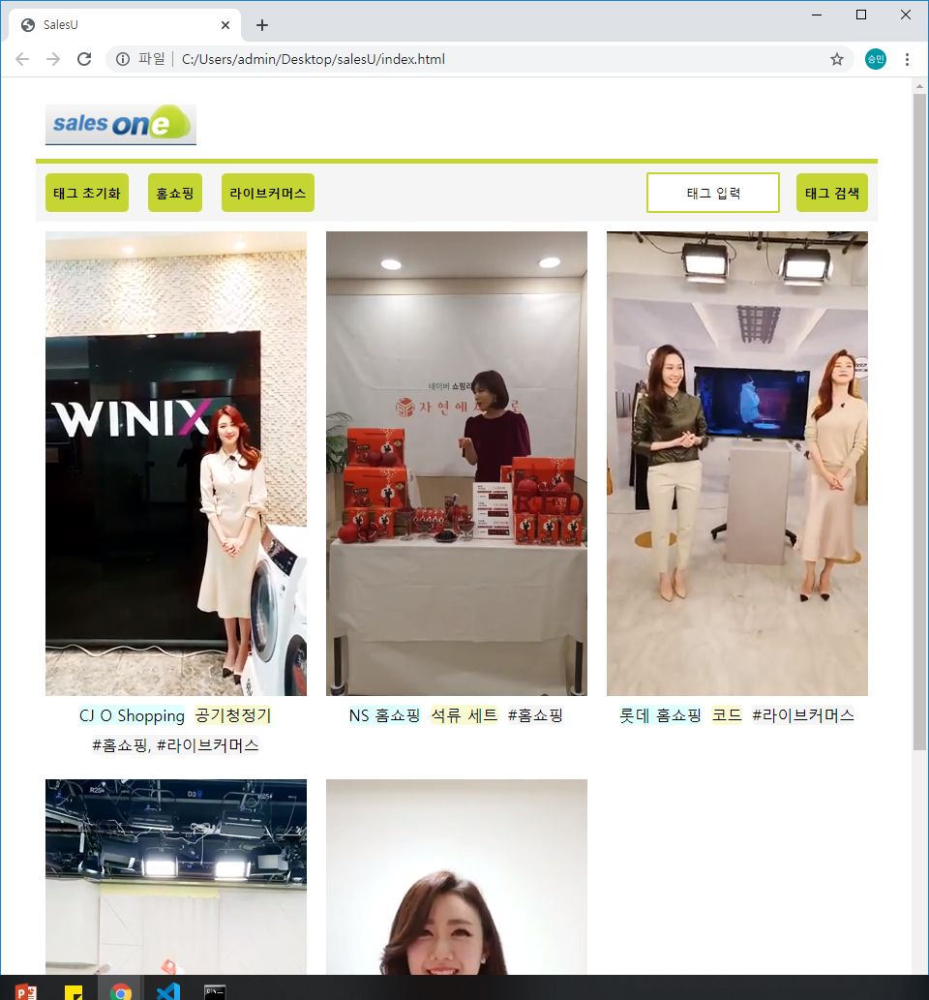 SalesU
파일
C:/Users/admin/Desktop/salesU/index.html
승민
sales one
태그 초기화
홈쇼핑
라이브커머스
태그 입력
태그 검색
WINIX
네이버 쇼핑라
자연에
RED
CJ O Shopping 공기청정기
#홈쇼핑, #라이브커머스
NS 홈쇼핑 석류 세트 #홈쇼핑
롯데 홈쇼핑 코드 #라이브커머스
R25
D3